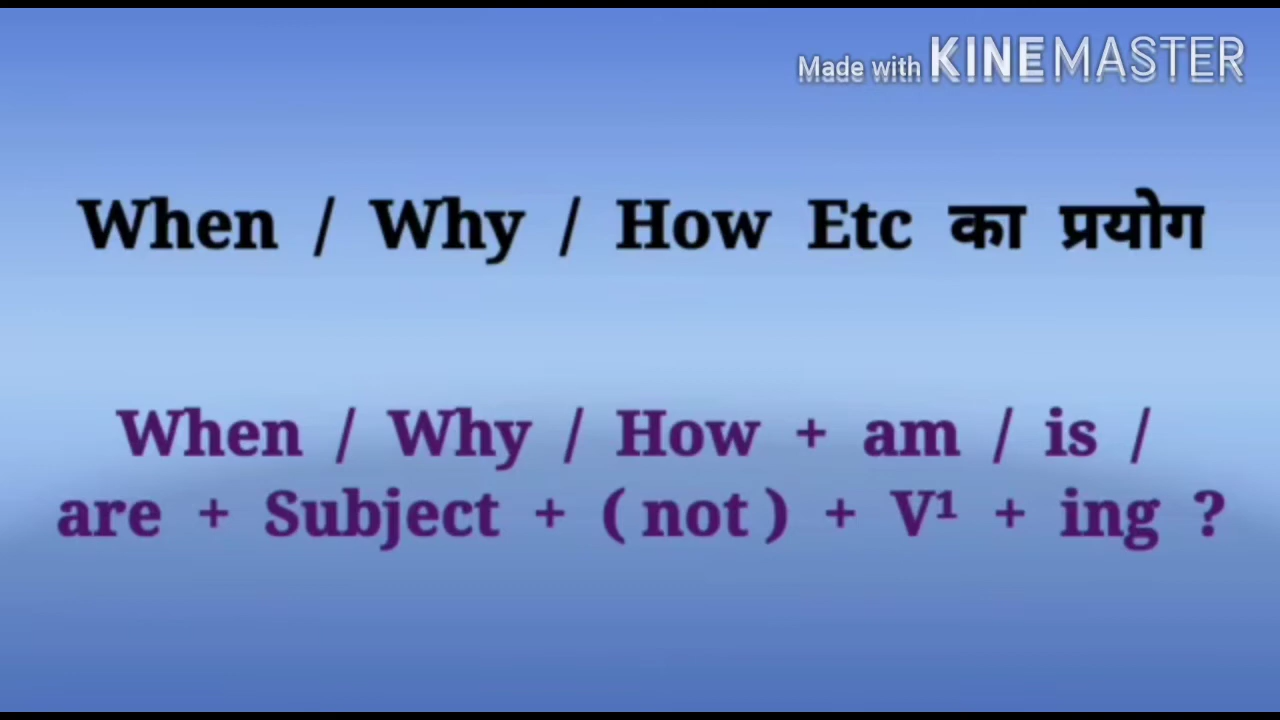 Made with KINEMASTER
When / Why / How Etc का प्रयोग
When / Why / How + am / is /
are + Subject + ( not ) + V¹ + ing ?